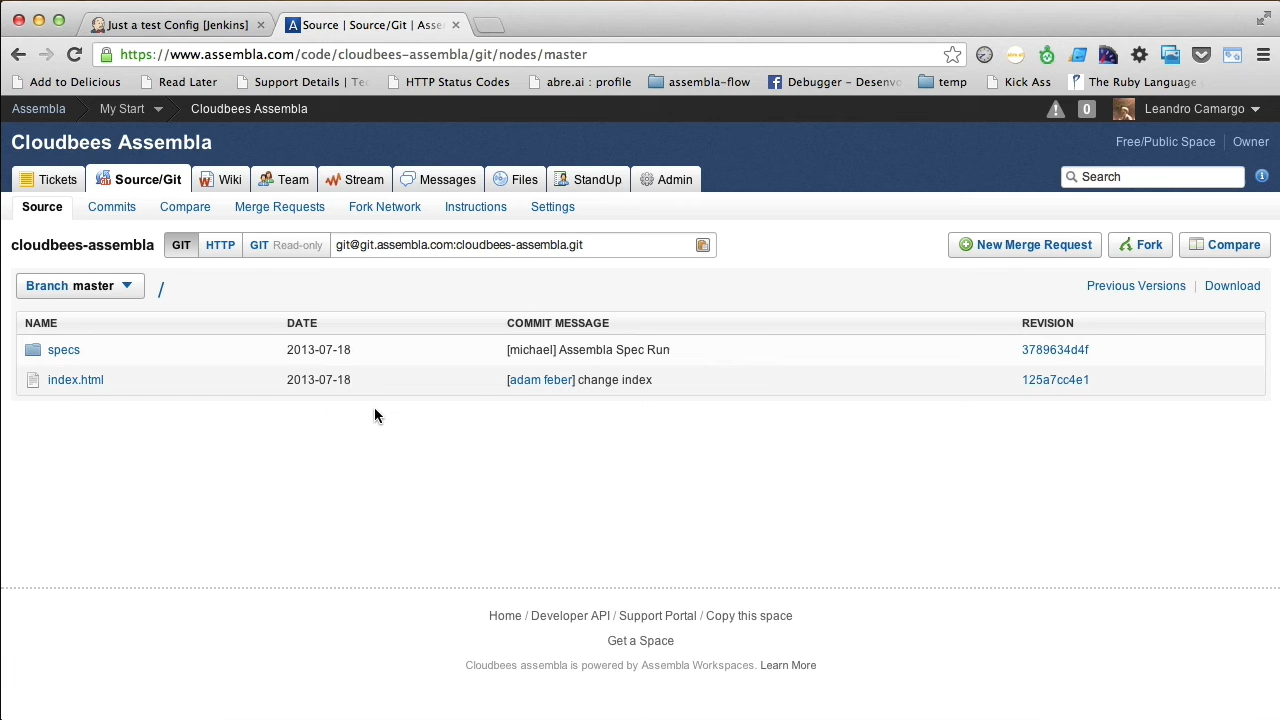 Just a test Config [Jenkins]
Source | Source/Git | Asse
https://www.assembla.com/code/cloudbees-assembla/git/nodes/master
Add to Delicious Read Later Support Details | HTTP Status Codes abre.ai : profile assembla-flow Debugger - Desenvo temp Kick Ass The Ruby Language
Assembla My Start Cloudbees Assembla 0 Leandro Camargo
Cloudbees Assembla Free/Public Space Owner
Tickets Source/Git Wiki Team Stream Messages Files StandUp Admin Search
Source Commits Compare Merge Requests Fork Network Instructions Settings
cloudbees-assembla GIT HTTP GIT Read-only git@git.assembla.com:cloudbees-assembla.git New Merge Request Fork Compare
Branch master / Previous Versions | Download
NAME DATE COMMIT MESSAGE REVISION
specs 2013-07-18 [michael] Assembla Spec Run 3789634d4f
index.html 2013-07-18 [adam feber] change index 125a7cc4e1
Home / Developer API / Support Portal / Copy this space
Get a Space
Cloudbees assembla is powered by Assembla Workspaces. Learn More